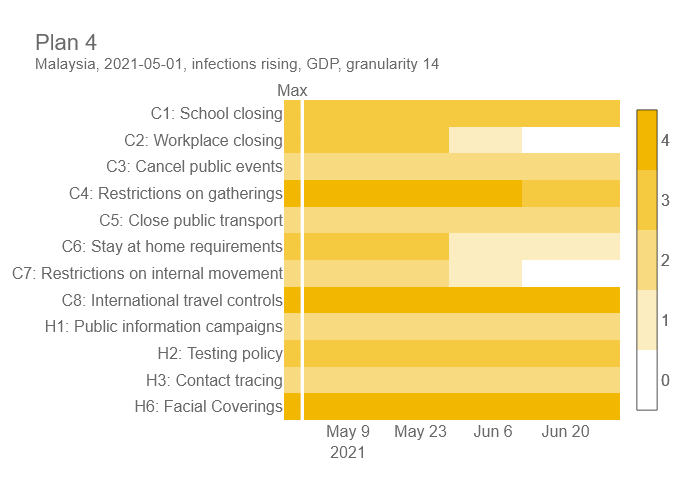 Plan 4
Malaysia, 2021-05-01, infections rising, GDP, granularity 14
Max
C1: School closing
C2: Workplace closing
C3: Cancel public events
C4: Restrictions on gatherings
C5: Close public transport
C6: Stay at home requirements
C7: Restrictions on internal movement
C8: International travel controls
H1: Public information campaigns
H2: Testing policy
H3: Contact tracing
H6: Facial Coverings
4
3
2
1
0
May 9 May 23 Jun 6 Jun 20
2021